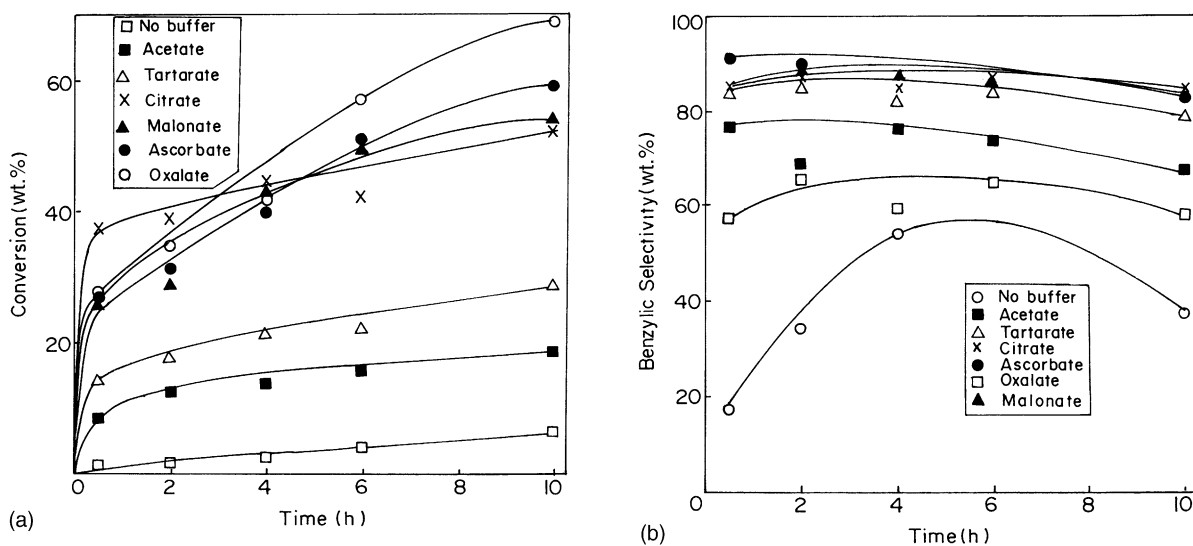 No buffer
Acetate
Tartarate
Citrate
Malonate
Ascorbate
Oxalate
60
40
20
Conversion (wt.%)
0 2 4 6 8 10
Time (h)
(a)
100
80
60
40
20
Benzylic Selectivity (wt.%)
No buffer
Acetate
Tartarate
Citrate
Ascorbate
Oxalate
Malonate
0 2 4 6 8 10
Time (h)
(b)